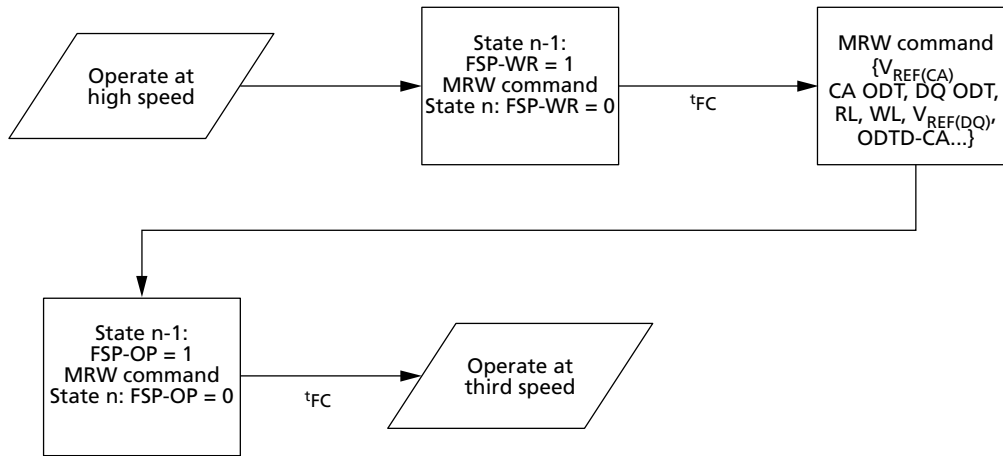 Operate at
high speed
State n-1:
FSP-WR = 1
MRW command
State n: FSP-WR = 0
tFC
MRW command
{VREF(CA)
CA ODT, DQ ODT,
RL, WL, VREF(DQ),
ODTD-CA...}
State n-1:
FSP-OP = 1
MRW command
State n: FSP-OP = 0
tFC
Operate at
third speed